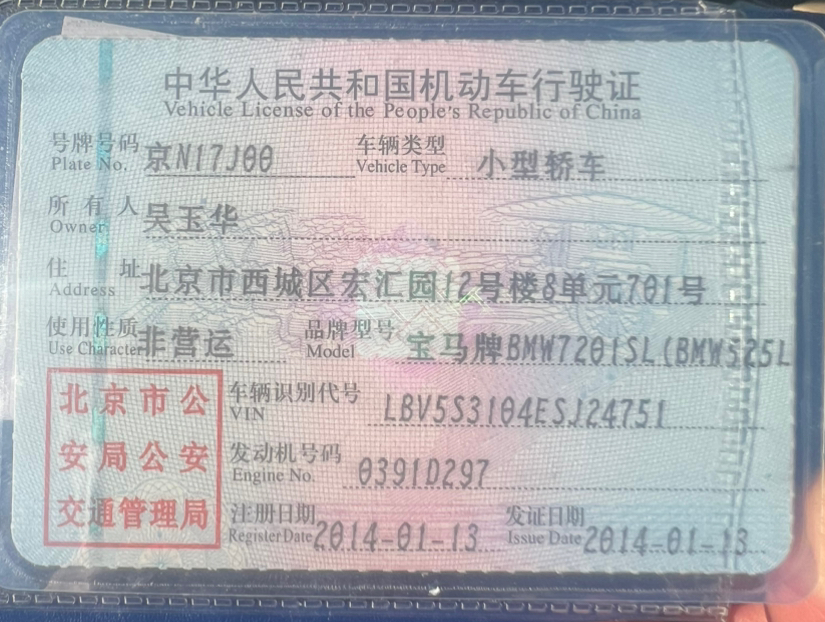 中华人民共和国机动车行驶证
Vehicle License of the People's Republic of China
号牌号码 京N17J00 车辆类型 小型轿车
Plate No. Vehicle Type
所有人 吴玉华
Owner
住址 北京市西城区宏汇园12号楼8单元701号
Address
使用性质 非营运 品牌型号 宝马牌BMW7201SL(BMW525L
Use Character Model
北京市公安局公安交通管理局
车辆识别代号 LBV5S3104ESJ24751
VIN
发动机号码 0391D297
Engine No.
注册日期 2014-01-13 发证日期 2014-01-13
Register Date Issue Date